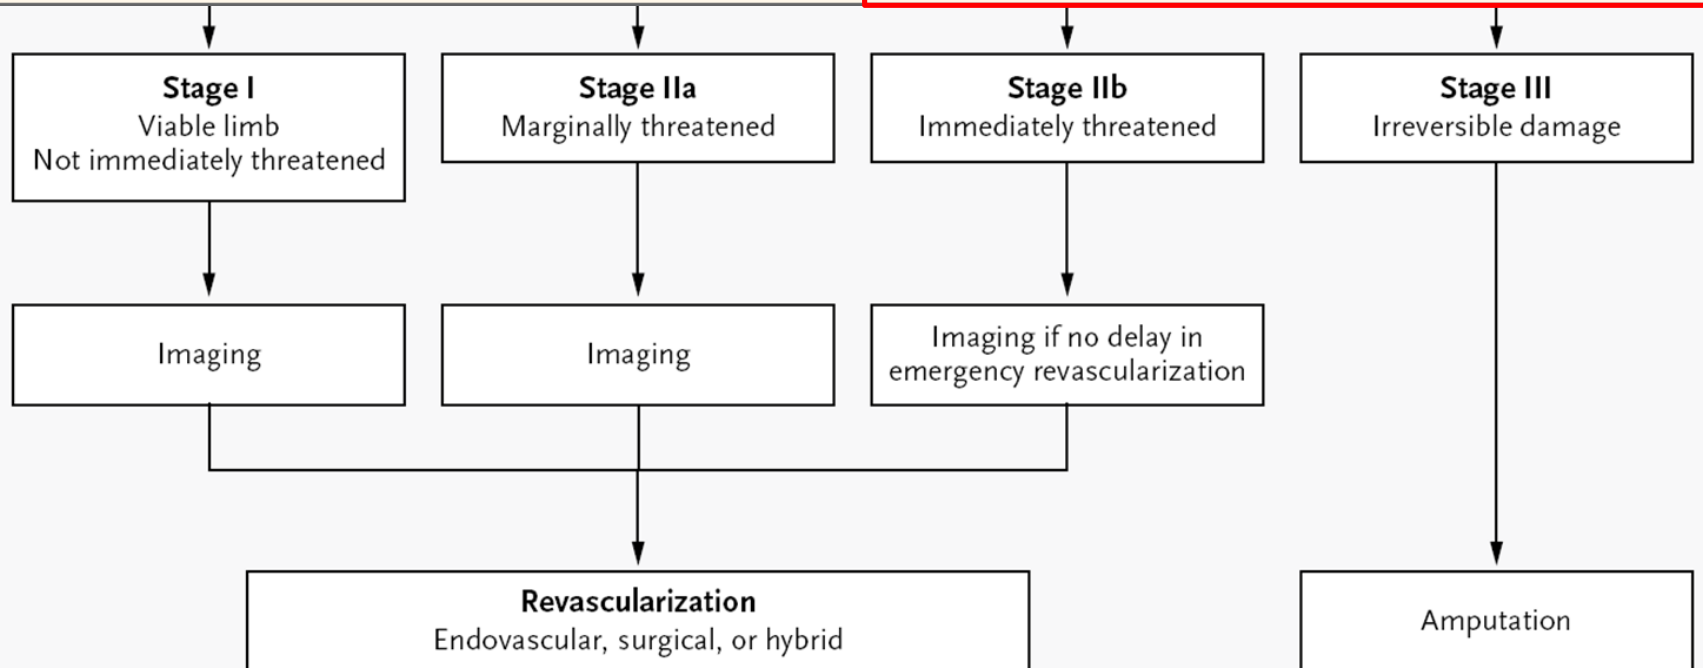 Stage I
Viable limb
Not immediately threatened
Stage IIa
Marginally threatened
Stage IIb
Immediately threatened
Stage III
Irreversible damage
Imaging
Imaging
Imaging if no delay in
emergency revascularization
Revascularization
Endovascular, surgical, or hybrid
Amputation